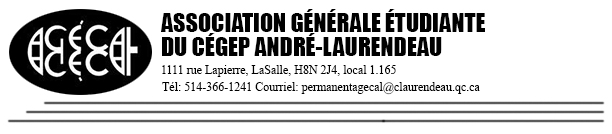 AGÉCAL
ASSOCIATION GÉNÉRALE ÉTUDIANTE
DU CÉGEP ANDRÉ-LAURENDEAU
1111 rue Lapierre, LaSalle, H8N 2J4, local 1.165
Tél: 514-366-1241 Courriel: permanentagecal@claurendeau.qc.ca